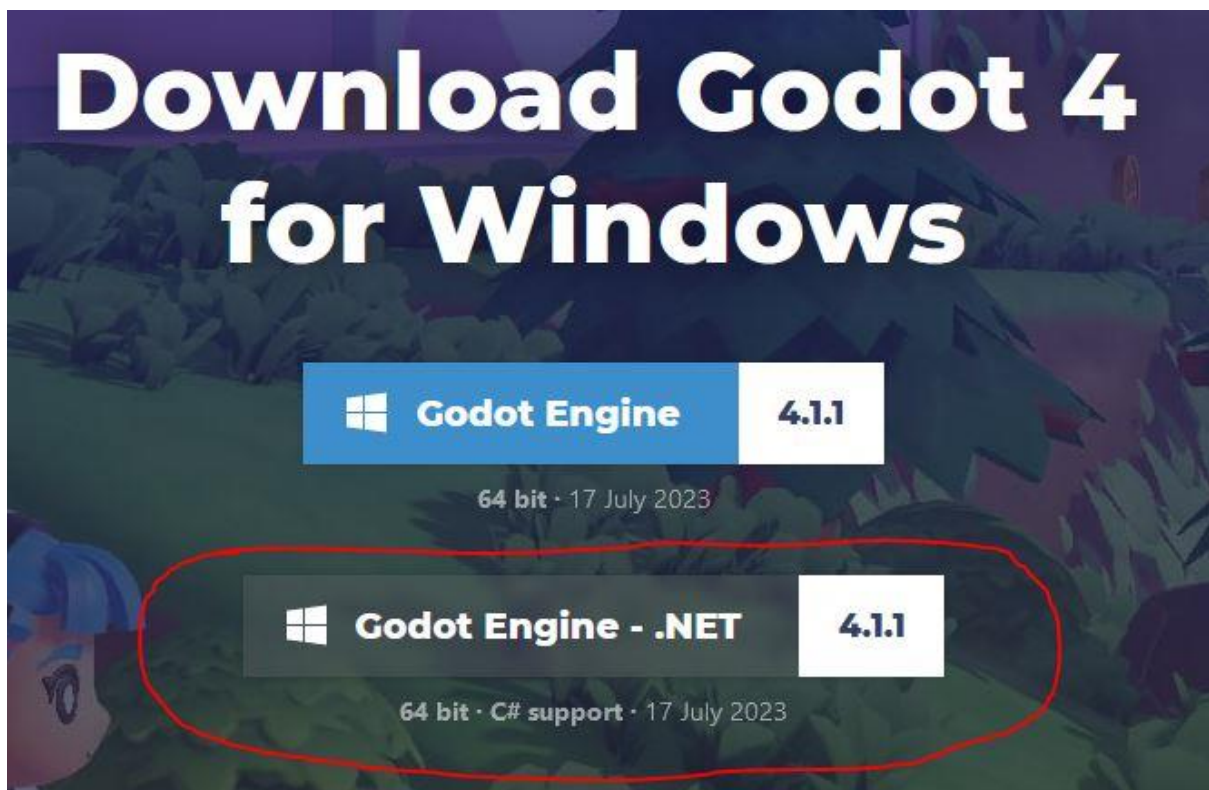 Download Godot 4
for Windows
Godot Engine 4.1.1
64 bit · 17 July 2023
Godot Engine - .NET 4.1.1
64 bit · C# support · 17 July 2023